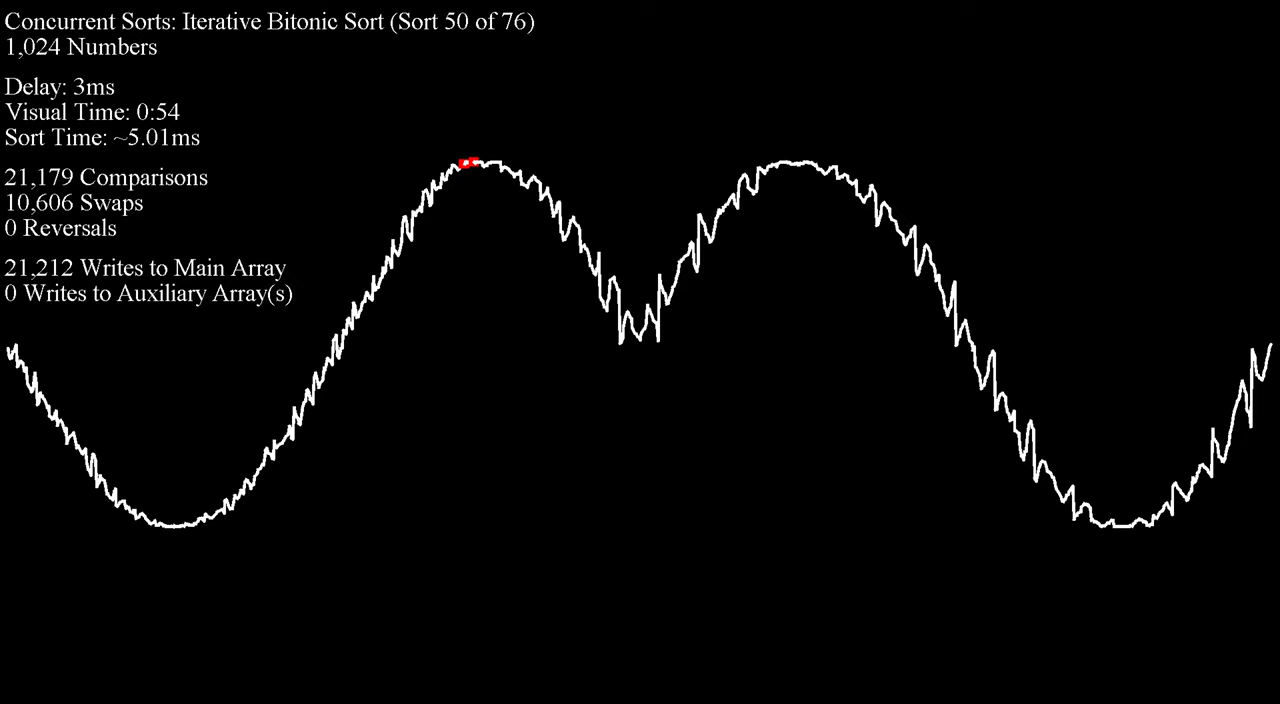 Concurrent Sorts: Iterative Bitonic Sort (Sort 50 of 76)
1,024 Numbers
Delay: 3ms
Visual Time: 0:54
Sort Time: ~5.01ms
21,179 Comparisons
10,606 Swaps
0 Reversals
21,212 Writes to Main Array
0 Writes to Auxiliary Array(s)